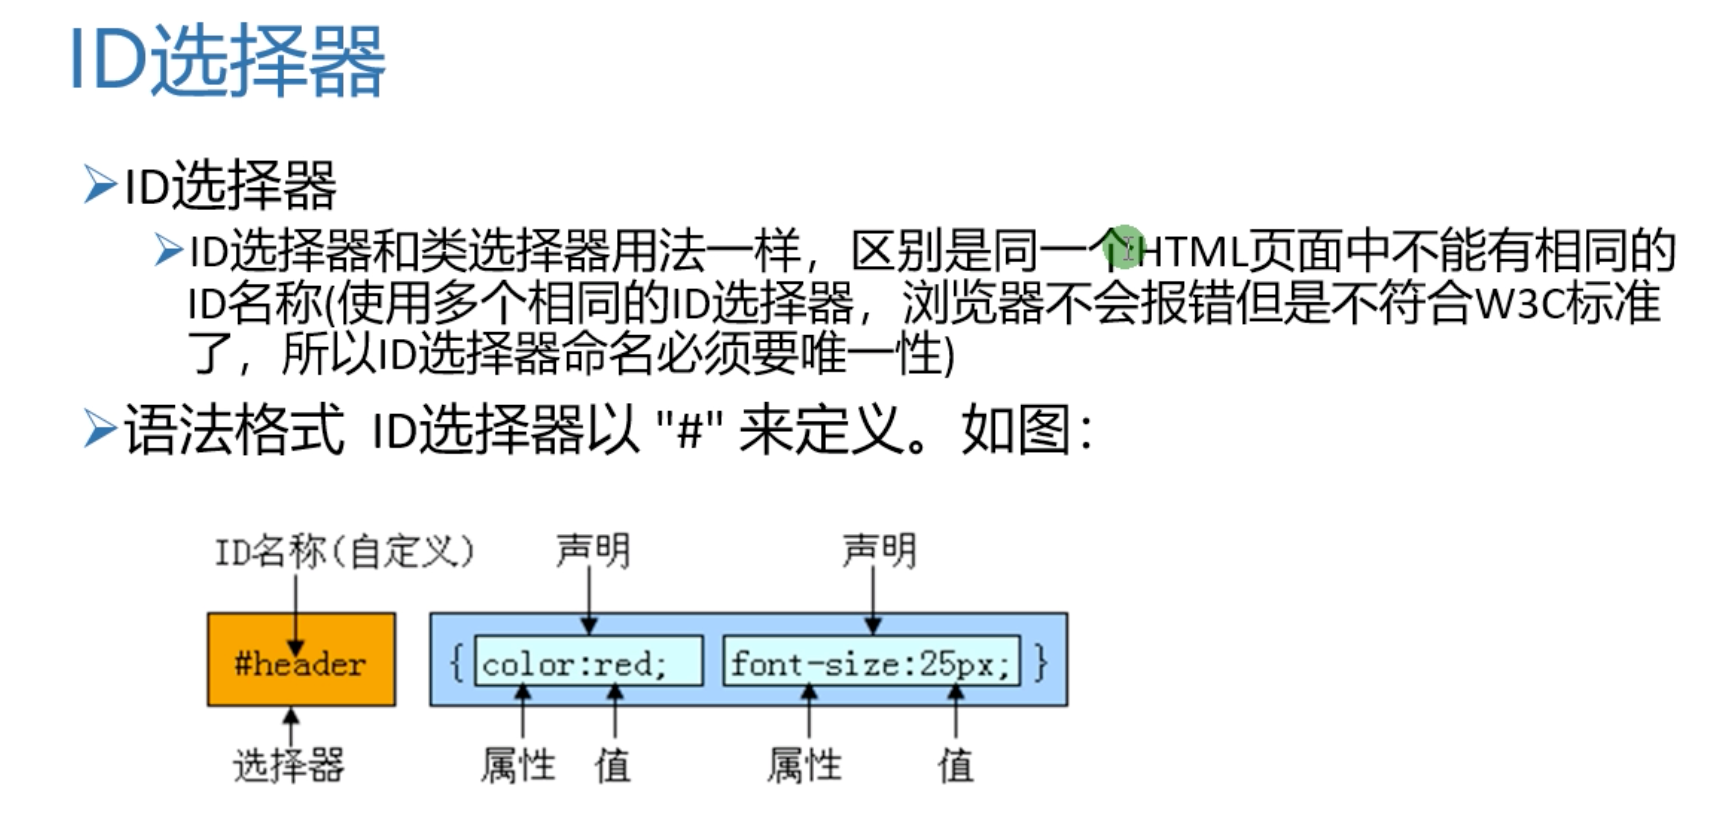 ID选择器
ID选择器
ID选择器和类选择器用法一样，区别是同一个HTML页面中不能有相同的
ID名称(使用多个相同的ID选择器，浏览器不会报错但是不符合W3C标准
了，所以ID选择器命名必须要唯一性)
语法格式 ID选择器以 "#" 来定义。如图：
ID名称(自定义) 声明 声明
#header { color:red; font-size:25px; }
选择器 属性 值 属性 值